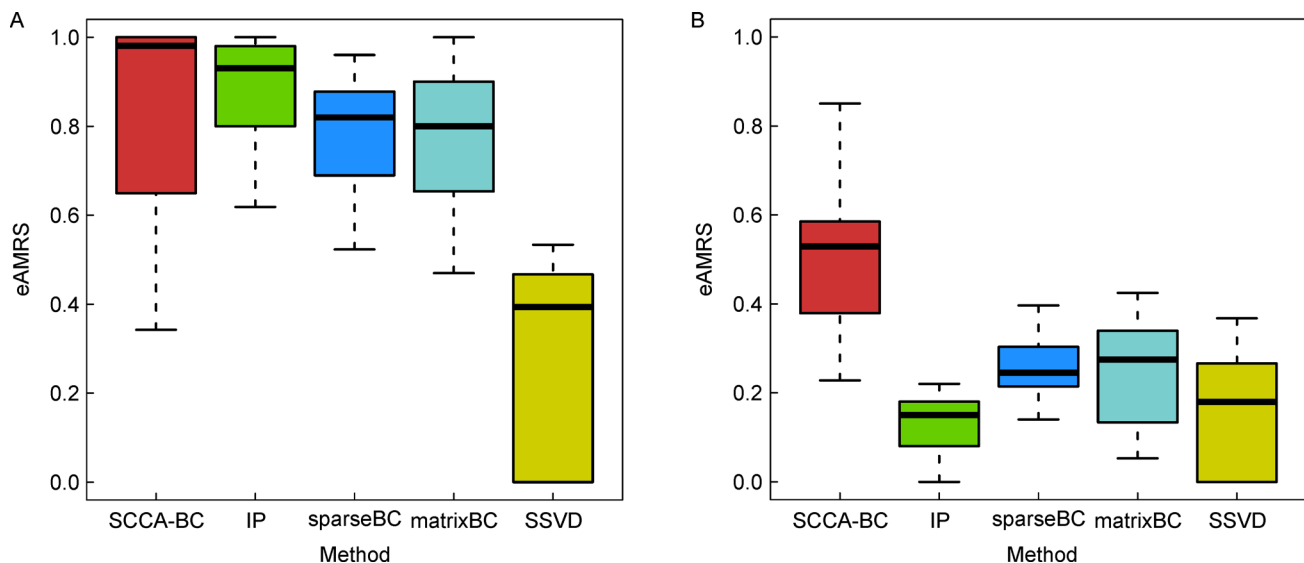 A
eAMRS
1.0
0.8
0.6
0.4
0.2
0.0
SCCA-BC IP sparseBC matrixBC SSVD
Method
B
eAMRS
1.0
0.8
0.6
0.4
0.2
0.0
SCCA-BC IP sparseBC matrixBC SSVD
Method